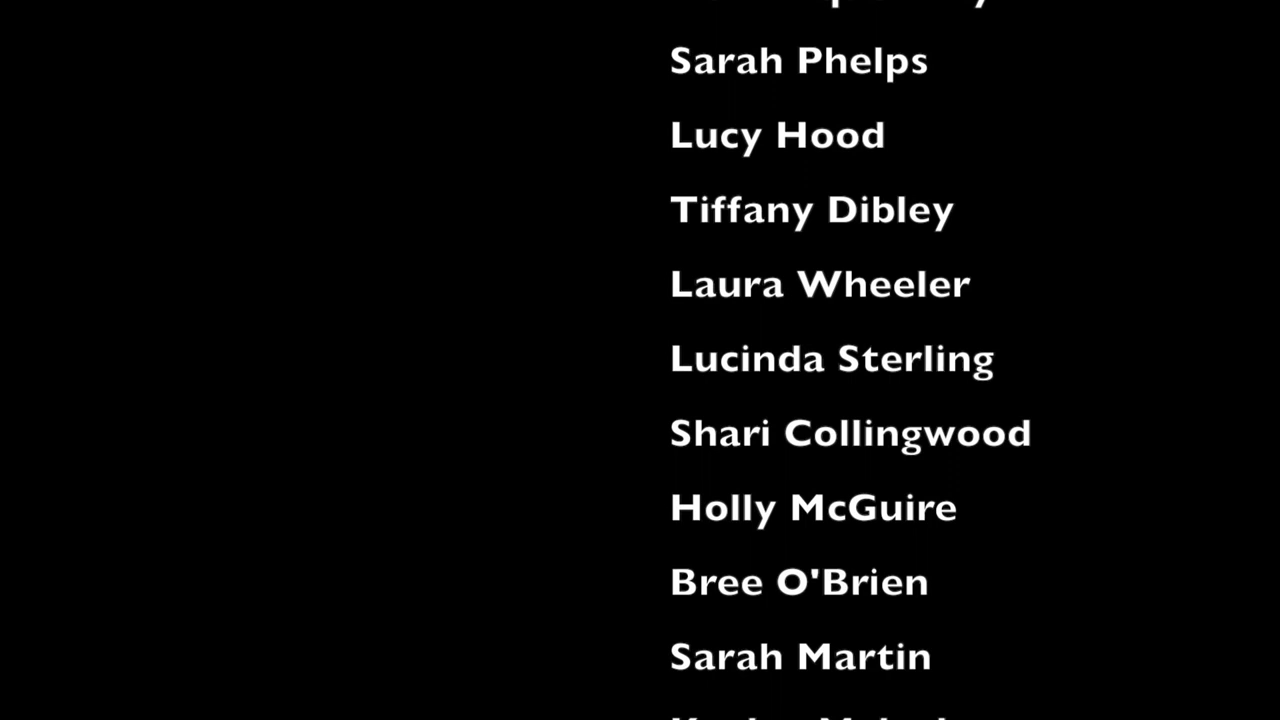 Sarah Phelps
Lucy Hood
Tiffany Dibley
Laura Wheeler
Lucinda Sterling
Shari Collingwood
Holly McGuire
Bree O'Brien
Sarah Martin